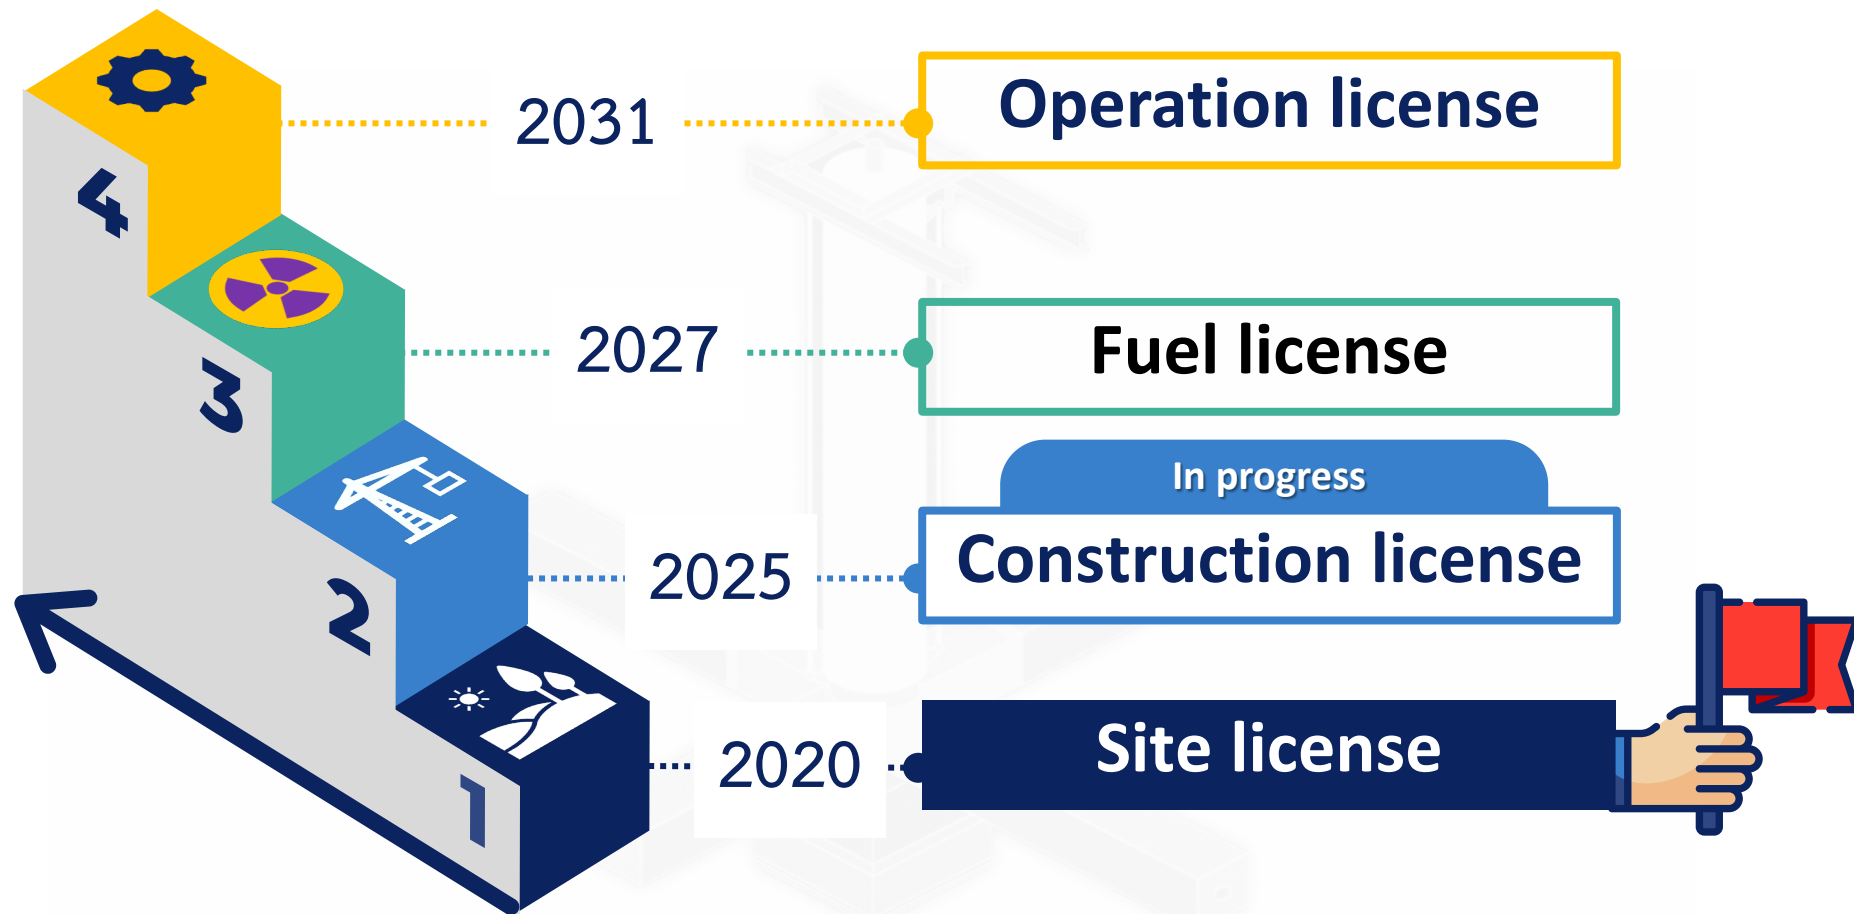 4
2031
Operation license
3
2027
Fuel license
In progress
2
2025
Construction license
1
2020
Site license